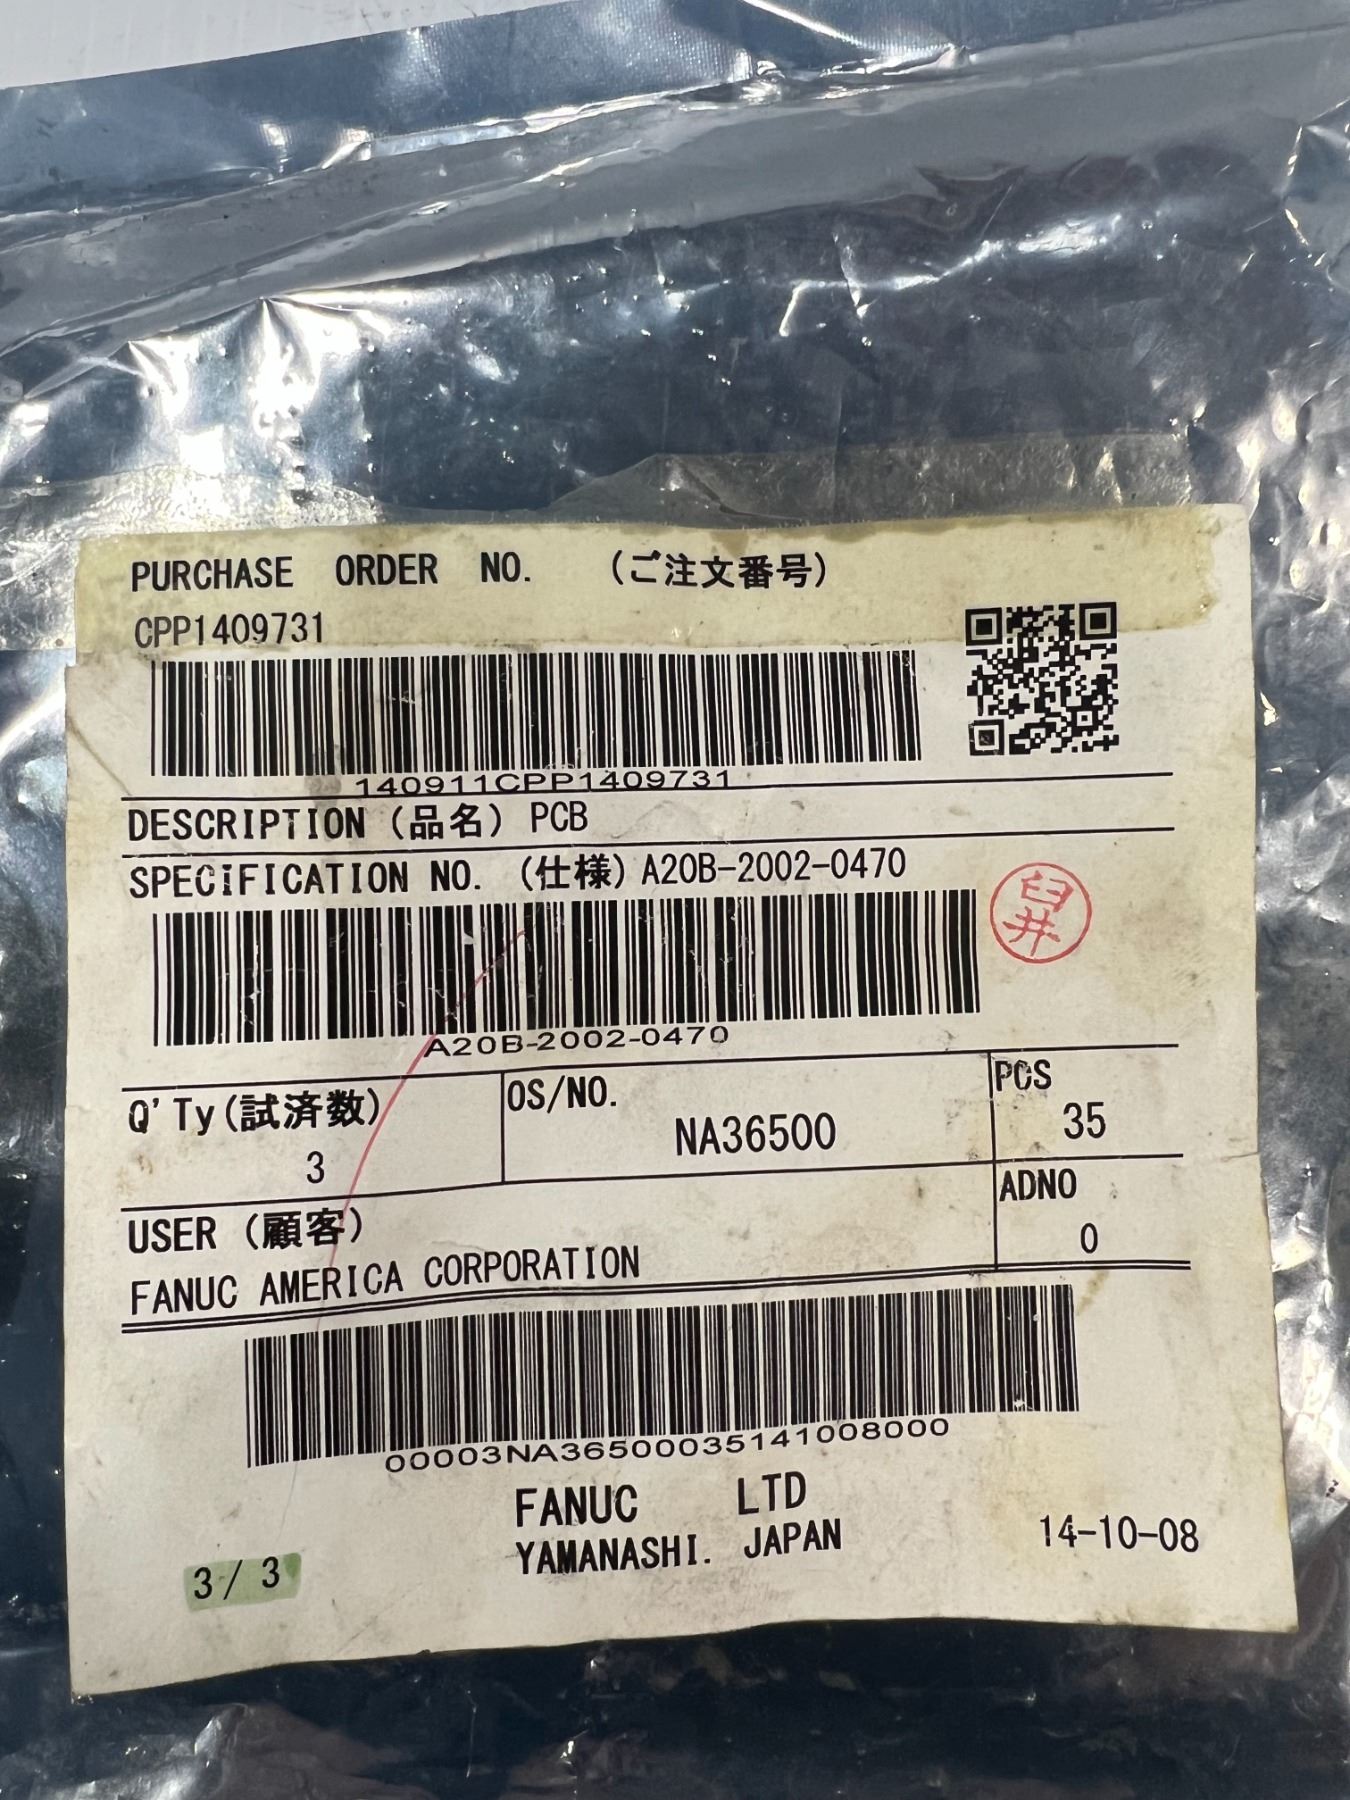 PURCHASE ORDER NO. (ご注文番号)
CPP1409731
140911CPP1409731
DESCRIPTION (品名) PCB
SPECIFICATION NO. (仕様) A20B-2002-0470
臼井
A20B-2002-0470
Q'Ty(試済数)
3
OS/NO.
NA36500
PCS
35
USER (顧客)
FANUC AMERICA CORPORATION
ADNO
0
00003NA36500035141008000
FANUC LTD
YAMANASHI. JAPAN
14-10-08
3/ 3